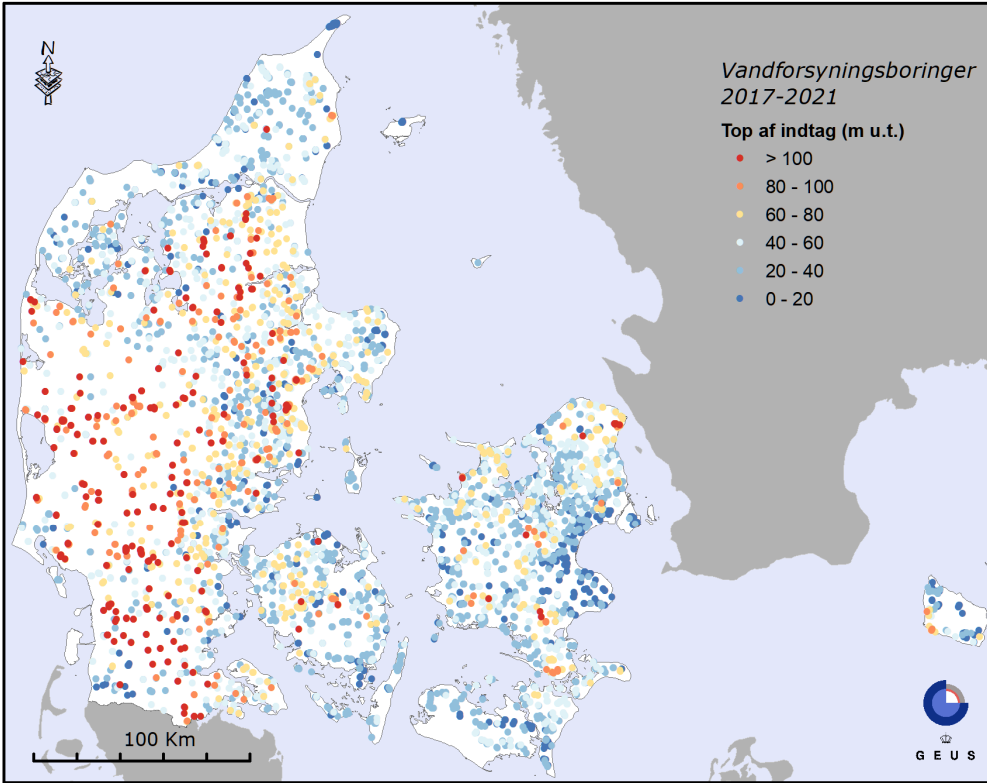 N
Vandforsyningsboringer
2017-2021
Top af indtag (m u.t.)
> 100
80 - 100
60 - 80
40 - 60
20 - 40
0 - 20
100 Km
G E U S